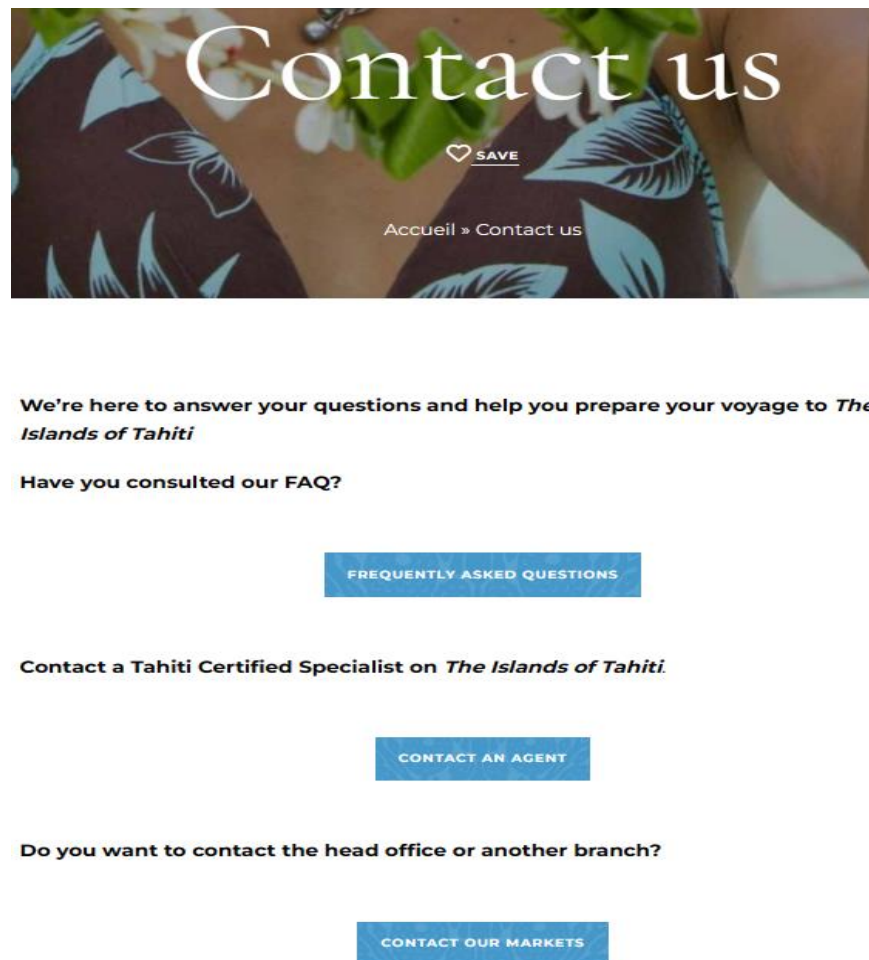 Contact us
SAVE
Accueil » Contact us
We're here to answer your questions and help you prepare your voyage to The
Islands of Tahiti
Have you consulted our FAQ?
FREQUENTLY ASKED QUESTIONS
Contact a Tahiti Certified Specialist on The Islands of Tahiti.
CONTACT AN AGENT
Do you want to contact the head office or another branch?
CONTACT OUR MARKETS